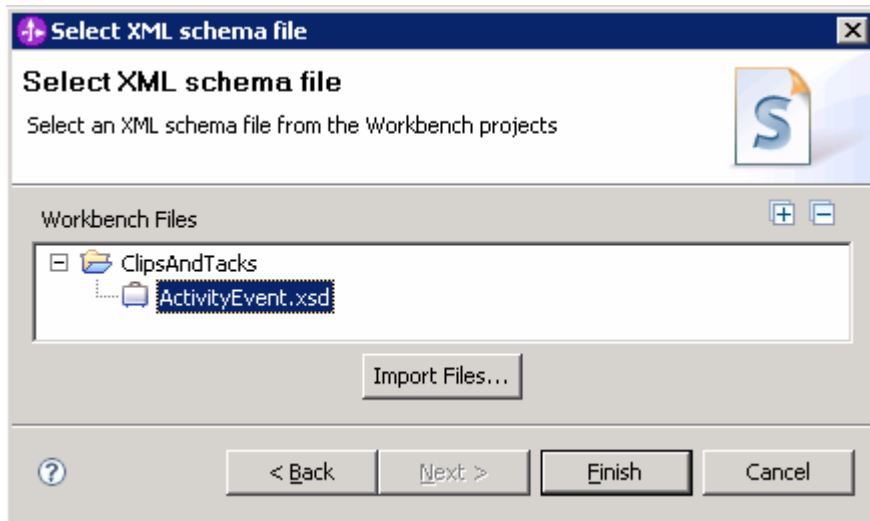 Select XML schema file
Select XML schema file
Select an XML schema file from the Workbench projects
S
Workbench Files
ClipsAndTacks
ActivityEvent.xsd
Import Files...
< Back Next > Finish Cancel